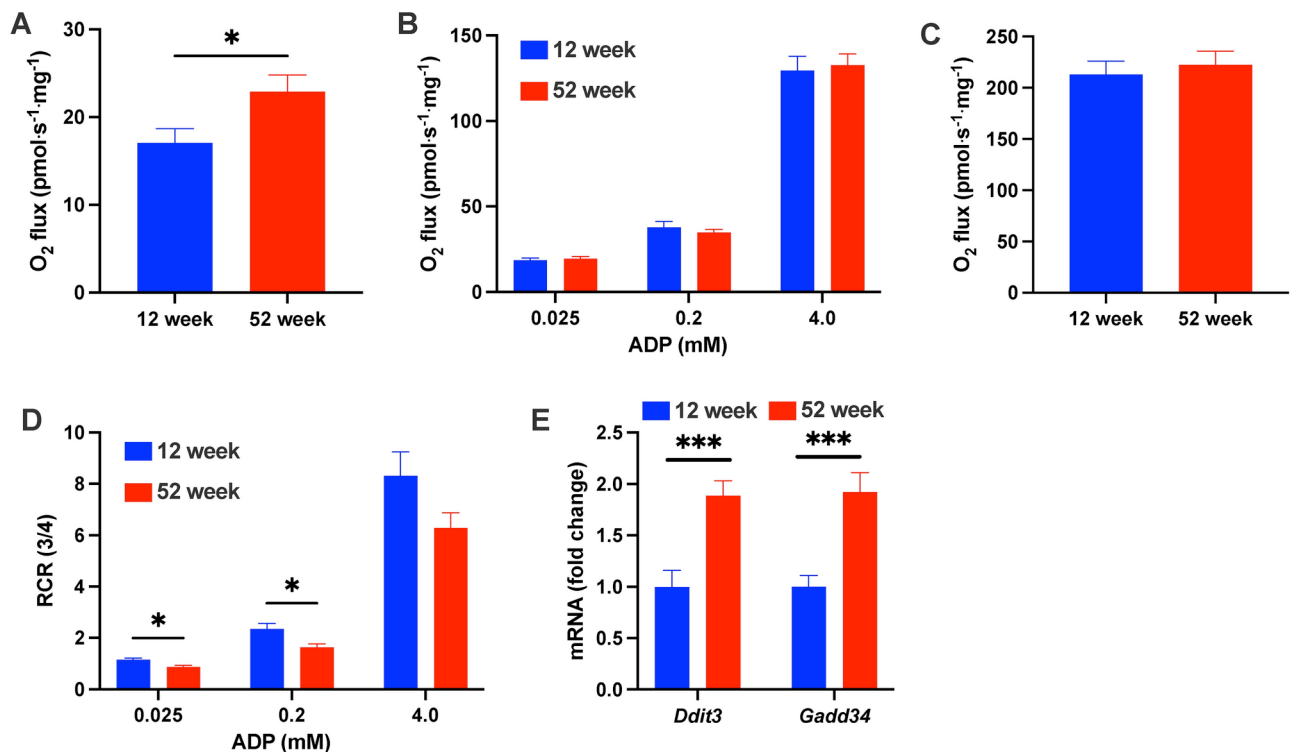 A
O₂ flux (pmol·s⁻¹·mg⁻¹)
30
20
10
0
*
12 week
52 week
B
O₂ flux (pmol·s⁻¹·mg⁻¹)
150
100
50
0
12 week
52 week
0.025
0.2
4.0
ADP (mM)
C
O₂ flux (pmol·s⁻¹·mg⁻¹)
250
200
150
100
50
0
12 week
52 week
D
RCR (3/4)
10
8
6
4
2
0
12 week
52 week
*
*
0.025
0.2
4.0
ADP (mM)
E
12 week
52 week
mRNA (fold change)
2.5
2.0
1.5
1.0
0.5
0.0
***
***
Ddit3
Gadd34